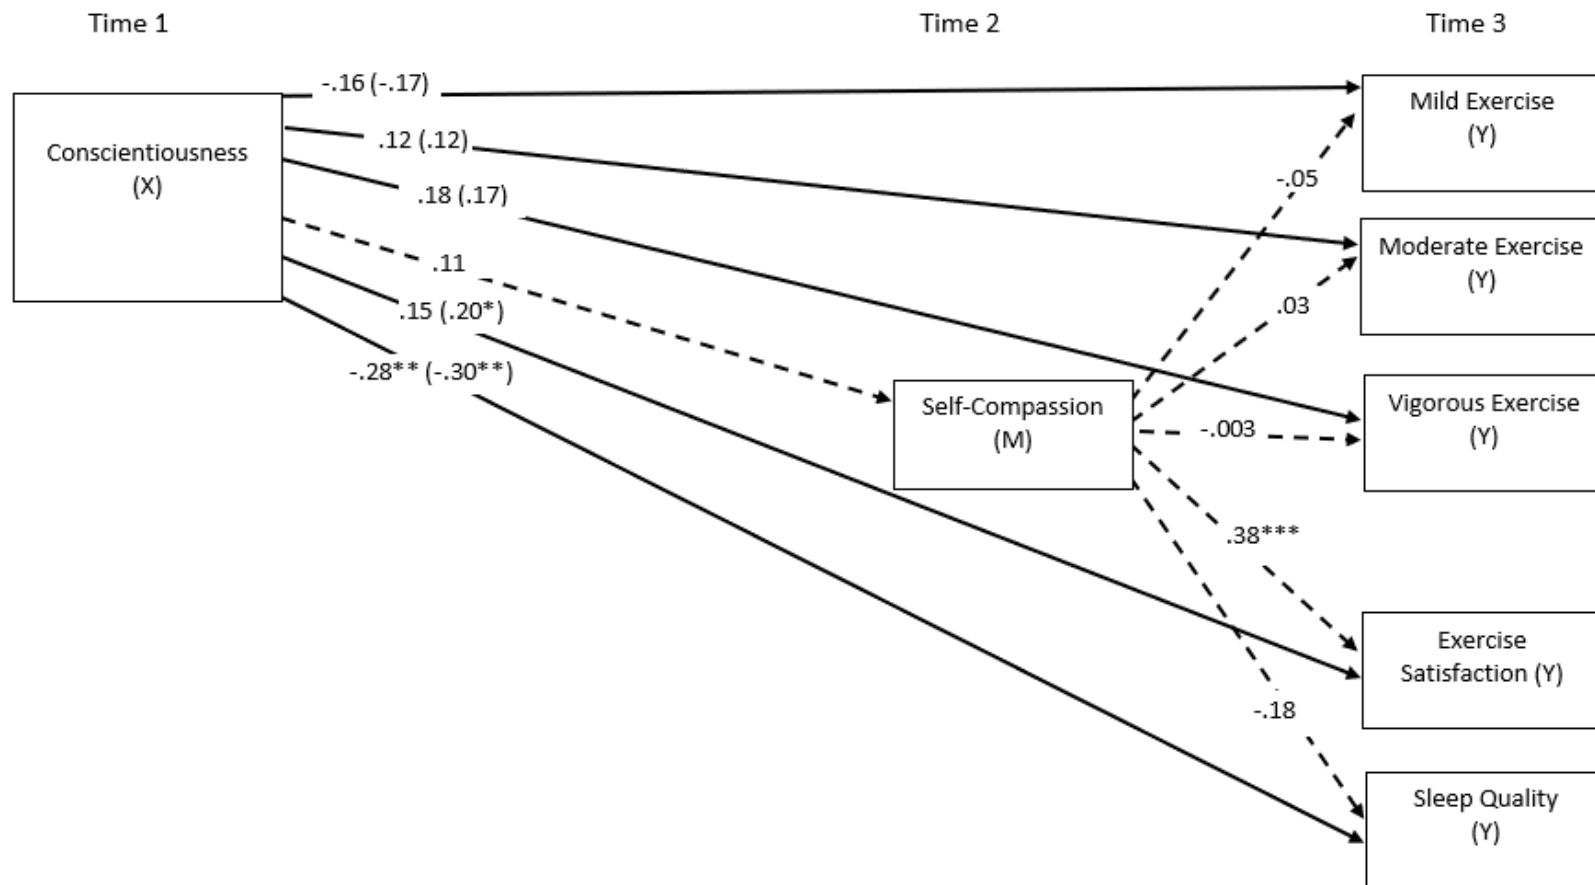 Time 1
Time 2
Time 3
-.16 (-.17)
Mild Exercise
(Y)
.12 (.12)
Conscientiousness
(X)
-.05
.18 (.17)
Moderate Exercise
(Y)
.11
.03
.15 (.20*)
-.28** (-.30**)
Self-Compassion
(M)
-.003
Vigorous Exercise
(Y)
.38***
Exercise
Satisfaction (Y)
-.18
Sleep Quality
(Y)